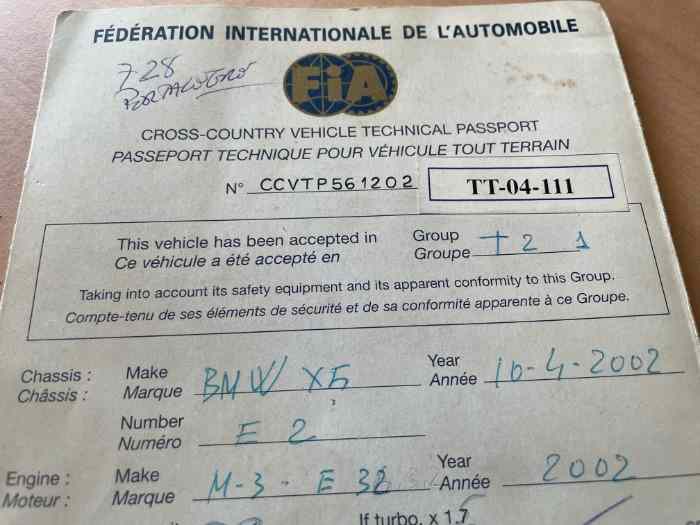 FÉDÉRATION INTERNATIONALE DE L'AUTOMOBILE
728
FiA
CROSS-COUNTRY VEHICLE TECHNICAL PASSPORT
PASSEPORT TECHNIQUE POUR VÉHICULE TOUT TERRAIN
N° CCVTP561202 TT-04-111
This vehicle has been accepted in Group T 2 1
Ce véhicule a été accepté en Groupe
Taking into account its safety equipment and its apparent conformity to this Group.
Compte-tenu de ses éléments de sécurité et de sa conformité apparente à ce Groupe.
Chassis : Make BMW X5 Year 10-4-2002
Châssis : Marque Année
Number E 2
Numéro
Engine : Make M-3 - E 32 Year 2002
Moteur : Marque Année
If turbo, x 1.7